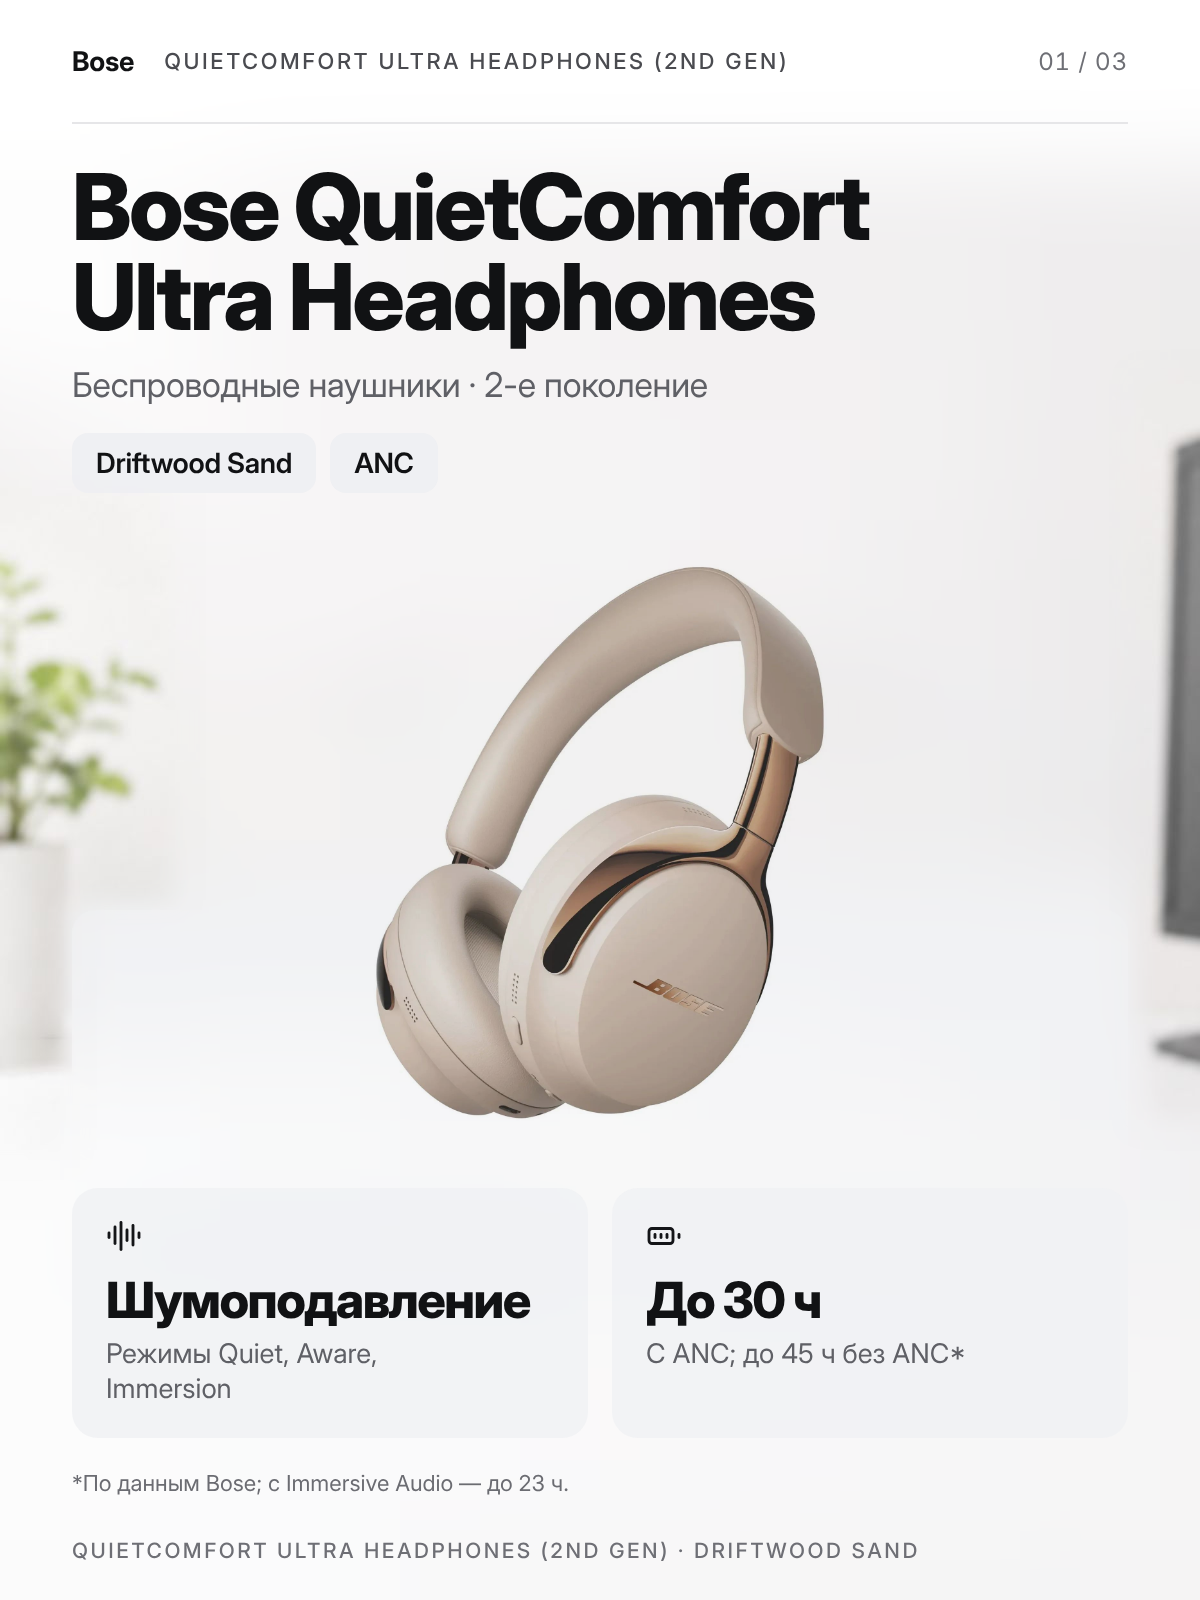 Bose QUIETCOMFORT ULTRA HEADPHONES (2ND GEN) 01 / 03
Bose QuietComfort
Ultra Headphones
Беспроводные наушники · 2-е поколение
Driftwood Sand ANC
BOSE
Шумоподавление
Режимы Quiet, Aware,
Immersion
До 30 ч
С ANC; до 45 ч без ANC*
*По данным Bose; с Immersive Audio — до 23 ч.
QUIETCOMFORT ULTRA HEADPHONES (2ND GEN) · DRIFTWOOD SAND